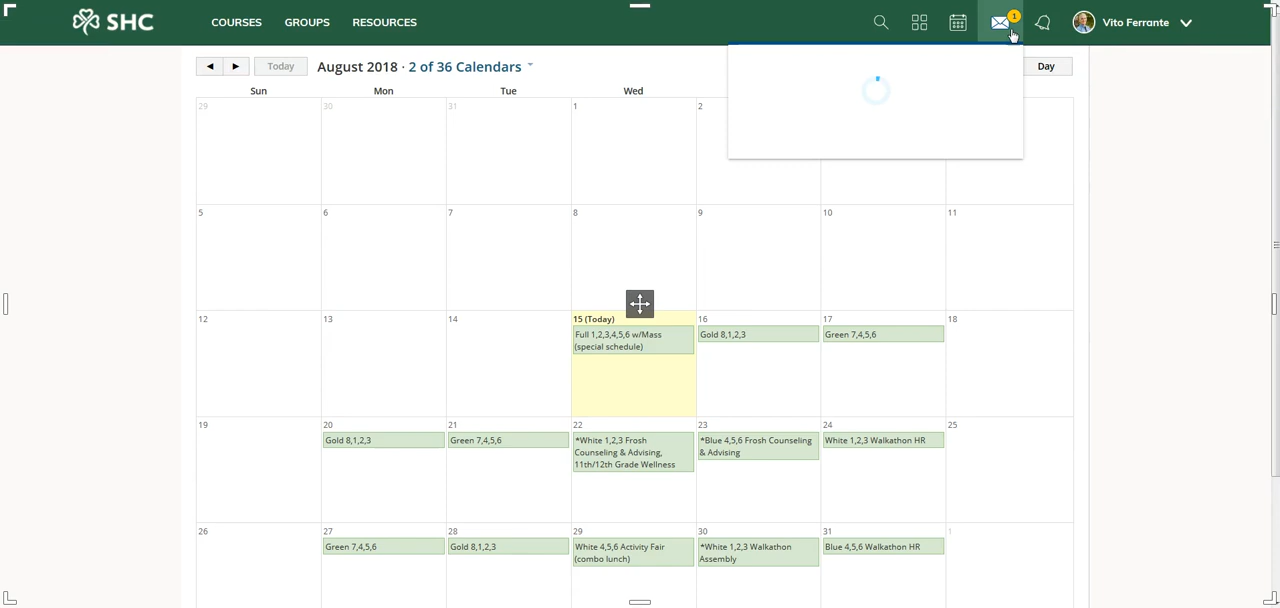 SHC
COURSES GROUPS RESOURCES 1 Vito Ferrante
◄ ► Today August 2018 · 2 of 36 Calendars Day
Sun Mon Tue Wed
29 30 31 1 2
5 6 7 8 9 10 11
12 13 14 15 (Today) 16 17 18
Full 1,2,3,4,5,6 w/Mass
(special schedule)
Gold 8,1,2,3
Green 7,4,5,6
19 20 21 22 23 24 25
Gold 8,1,2,3
Green 7,4,5,6
*White 1,2,3 Frosh
Counseling & Advising,
11th/12th Grade Wellness
*Blue 4,5,6 Frosh Counseling
& Advising
White 1,2,3 Walkathon HR
26 27 28 29 30 31 1
Green 7,4,5,6
Gold 8,1,2,3
White 4,5,6 Activity Fair
(combo lunch)
*White 1,2,3 Walkathon
Assembly
Blue 4,5,6 Walkathon HR